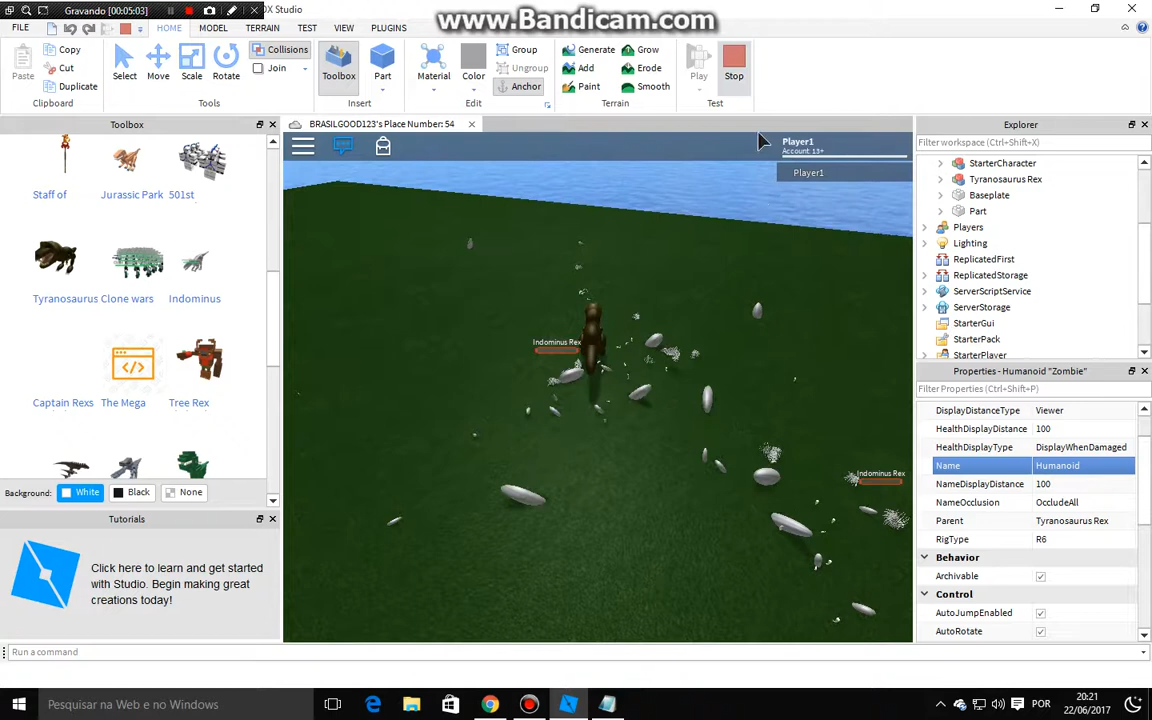 Gravando [00:05:03]
OX Studio
www.Bandicam.com
FILE
HOME
MODEL
TERRAIN
TEST
VIEW
PLUGINS
Paste
Copy
Cut
Duplicate
Clipboard
Select
Move
Scale
Rotate
Collisions
Join
Tools
Toolbox
Part
Insert
Material
Color
Group
Ungroup
Anchor
Edit
Generate
Grow
Add
Erode
Paint
Smooth
Terrain
Play
Stop
Test
Toolbox
Staff of
Jurassic Park
501st
Tyranosaurus
Clone wars
Indominus
Captain Rexs
The Mega
Tree Rex
Background:
White
Black
None
Tutorials
Click here to learn and get started
with Studio. Begin making great
creations today!
BRASILGOOD123's Place Number: 54
Player1
Account: 13+
Player1
Indominus Rex
Indominus Rex
Explorer
Filter workspace (Ctrl+Shift+X)
StarterCharacter
Tyranosaurus Rex
Baseplate
Part
Players
Lighting
ReplicatedFirst
ReplicatedStorage
ServerScriptService
ServerStorage
StarterGui
StarterPack
StarterPlayer
Properties - Humanoid "Zombie"
Filter Properties (Ctrl+Shift+P)
DisplayDistanceType Viewer
HealthDisplayDistance 100
HealthDisplayType DisplayWhenDamaged
Name Humanoid
NameDisplayDistance 100
NameOcclusion OccludeAll
Parent Tyranosaurus Rex
RigType R6
Behavior
Archivable
Control
AutoJumpEnabled
AutoRotate
Run a command
Pesquisar na Web e no Windows
POR
20:21
22/06/2017